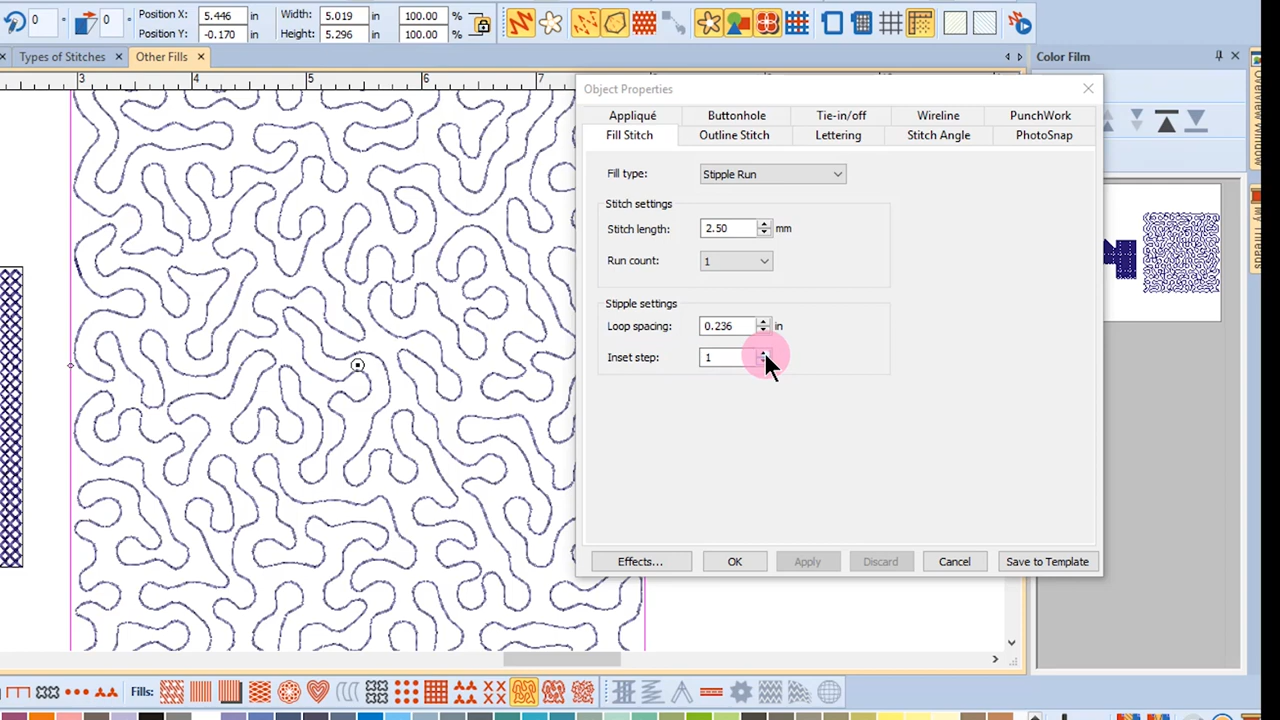 0 0 Position X: 5.446 in Width: 5.019 in 100.00 %
Position Y: -0.170 in Height: 5.296 in 100.00 %
Types of Stitches × Other Fills × Color Film
3 4 5 6 7
Object Properties
Appliqué Buttonhole Tie-in/off Wireline PunchWork
Fill Stitch Outline Stitch Lettering Stitch Angle PhotoSnap
Fill type: Stipple Run
Stitch settings
Stitch length: 2.50 mm
Run count: 1
Stipple settings
Loop spacing: 0.236 in
Inset step: 1
Effects... OK Apply Discard Cancel Save to Template
Fills: